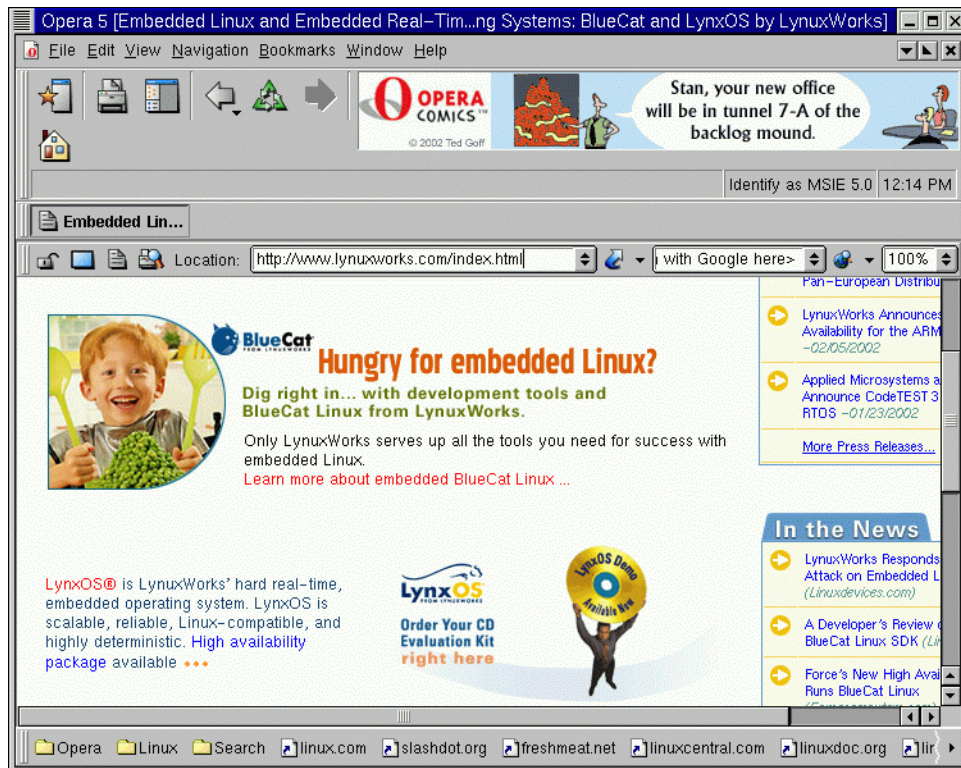 Opera 5 [Embedded Linux and Embedded Real-Tim...ng Systems: BlueCat and LynxOS by LynuxWorks]
File Edit View Navigation Bookmarks Window Help
OPERA
COMICS™
© 2002 Ted Goff
Stan, your new office
will be in tunnel 7-A of the
backlog mound.
Identify as MSIE 5.0 12:14 PM
Embedded Lin...
Location: http://www.lynuxworks.com/index.html with Google here> 100%
Pan-European Distribu
LynuxWorks Announces
Availability for the ARM
-02/05/2002
Applied Microsystems a
Announce CodeTEST 3
RTOS -01/23/2002
More Press Releases...
BlueCat
FROM LYNUXWORKS
Hungry for embedded Linux?
Dig right in... with development tools and
BlueCat Linux from LynuxWorks.
Only LynuxWorks serves up all the tools you need for success with
embedded Linux.
Learn more about embedded BlueCat Linux ...
In the News
LynuxWorks Responds
Attack on Embedded L
(Linuxdevices.com)
A Developer's Review
BlueCat Linux SDK (Li
Force's New High Avai
Runs BlueCat Linux
LynxOS® is LynuxWorks' hard real-time,
embedded operating system. LynxOS is
scalable, reliable, Linux-compatible, and
highly deterministic. High availability
package available •••
LynxOS
FROM LYNUXWORKS
Order Your CD
Evaluation Kit
right here
LynxOS Demo
Available Now
Opera Linux Search linux.com slashdot.org freshmeat.net linuxcentral.com linuxdoc.org lir